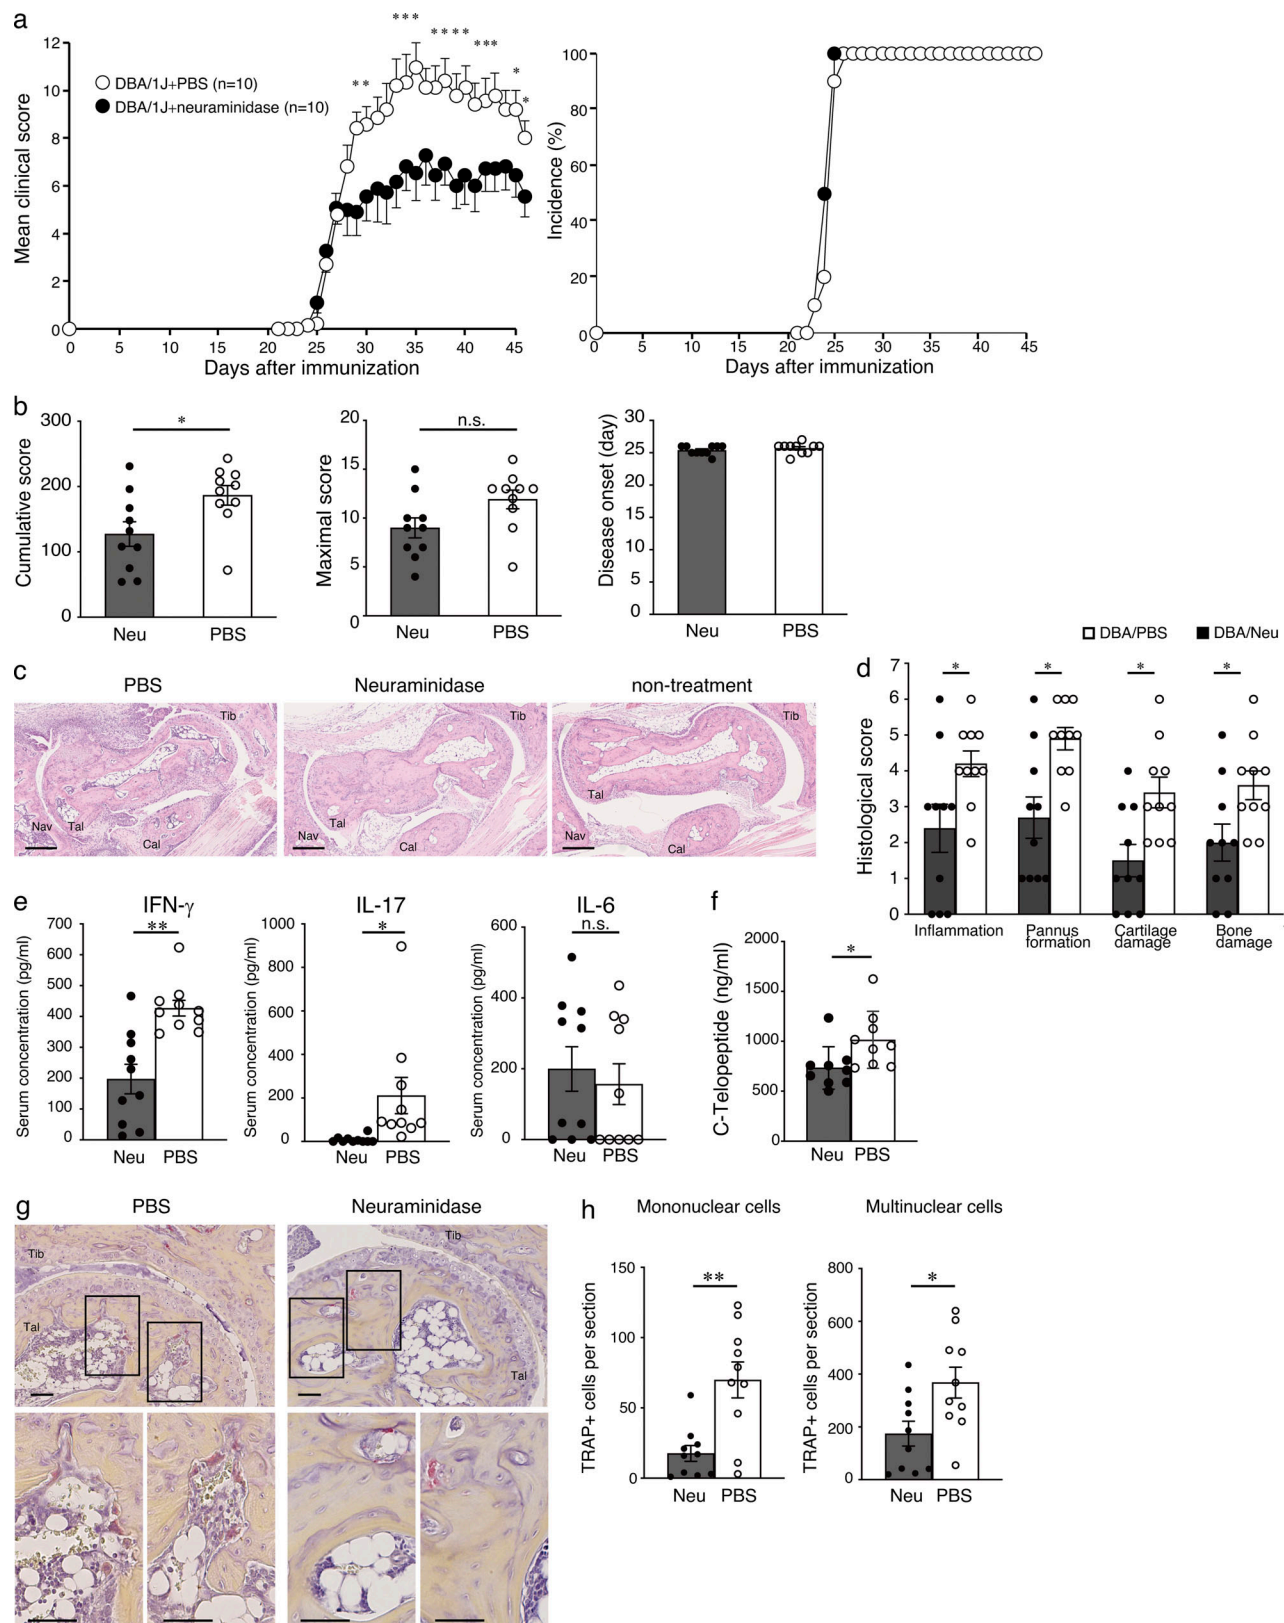 a
* * *
* * * *
* * *
* *
*
*
12
10
8
6
4
2
0
Mean clinical score
DBA/1J+PBS (n=10)
DBA/1J+neuraminidase (n=10)
0 5 10 15 20 25 30 35 40 45
Days after immunization
100
80
60
40
20
0
Incidence (%)
0 5 10 15 20 25 30 35 40 45
Days after immunization
b
300
200
100
0
Cumulative score
*
Neu PBS
20
15
10
5
0
Maximal score
n.s.
Neu PBS
30
25
20
15
10
5
0
Disease onset (day)
Neu PBS
c
PBS Neuraminidase non-treatment
Tib
Nav
Tal
Cal
Tib
Tal
Nav
Cal
Tib
Tal
Nav
Cal
DBA/PBS DBA/Neu
d
7
6
5
4
3
2
1
0
Histological score
* * * *
Inflammation
Pannus
formation
Cartilage
damage
Bone
damage
e
IFN-γ
700
600
500
400
300
200
100
0
Serum concentration (pg/ml)
**
Neu PBS
IL-17
1000
800
600
400
200
0
Serum concentration (pg/ml)
*
Neu PBS
IL-6
600
400
200
0
Serum concentration (pg/ml)
n.s.
Neu PBS
f
2000
1500
1000
500
0
C-Telopeptide (ng/ml)
*
Neu PBS
g
PBS Neuraminidase
Tib
Tal
Tib
Tal
h
Mononuclear cells
150
100
50
0
TRAP+ cells per section
**
Neu PBS
Multinuclear cells
800
600
400
200
0
TRAP+ cells per section
*
Neu PBS